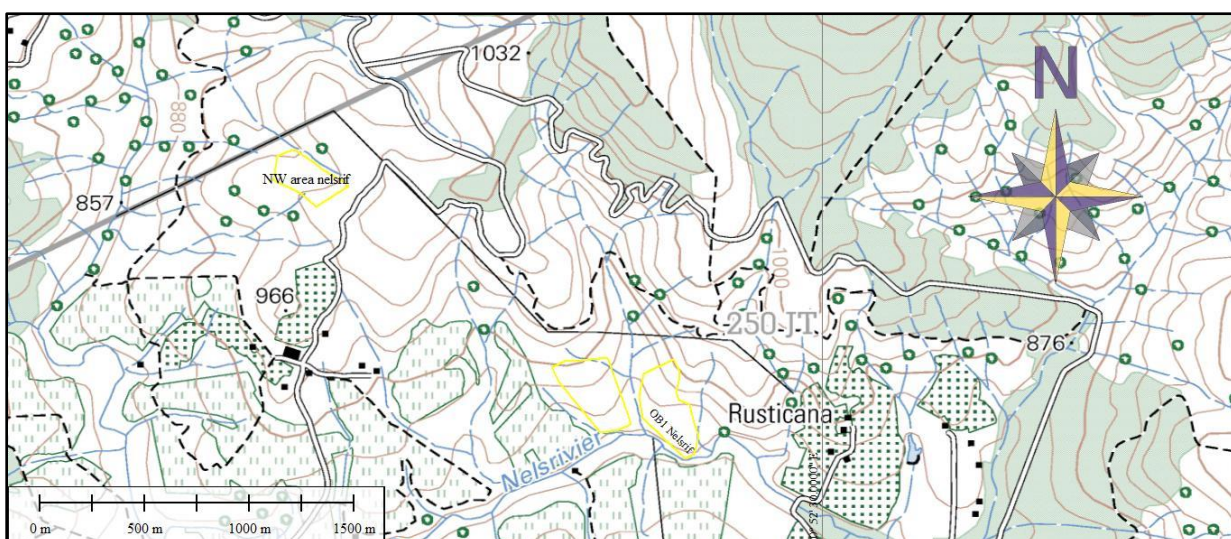 N
1032
880
NW area nelsrif
857
966
1000
250 JT
876
Rusticana
OB1 Nelsrif
Nelsrivier
0 m 500 m 1000 m 1500 m